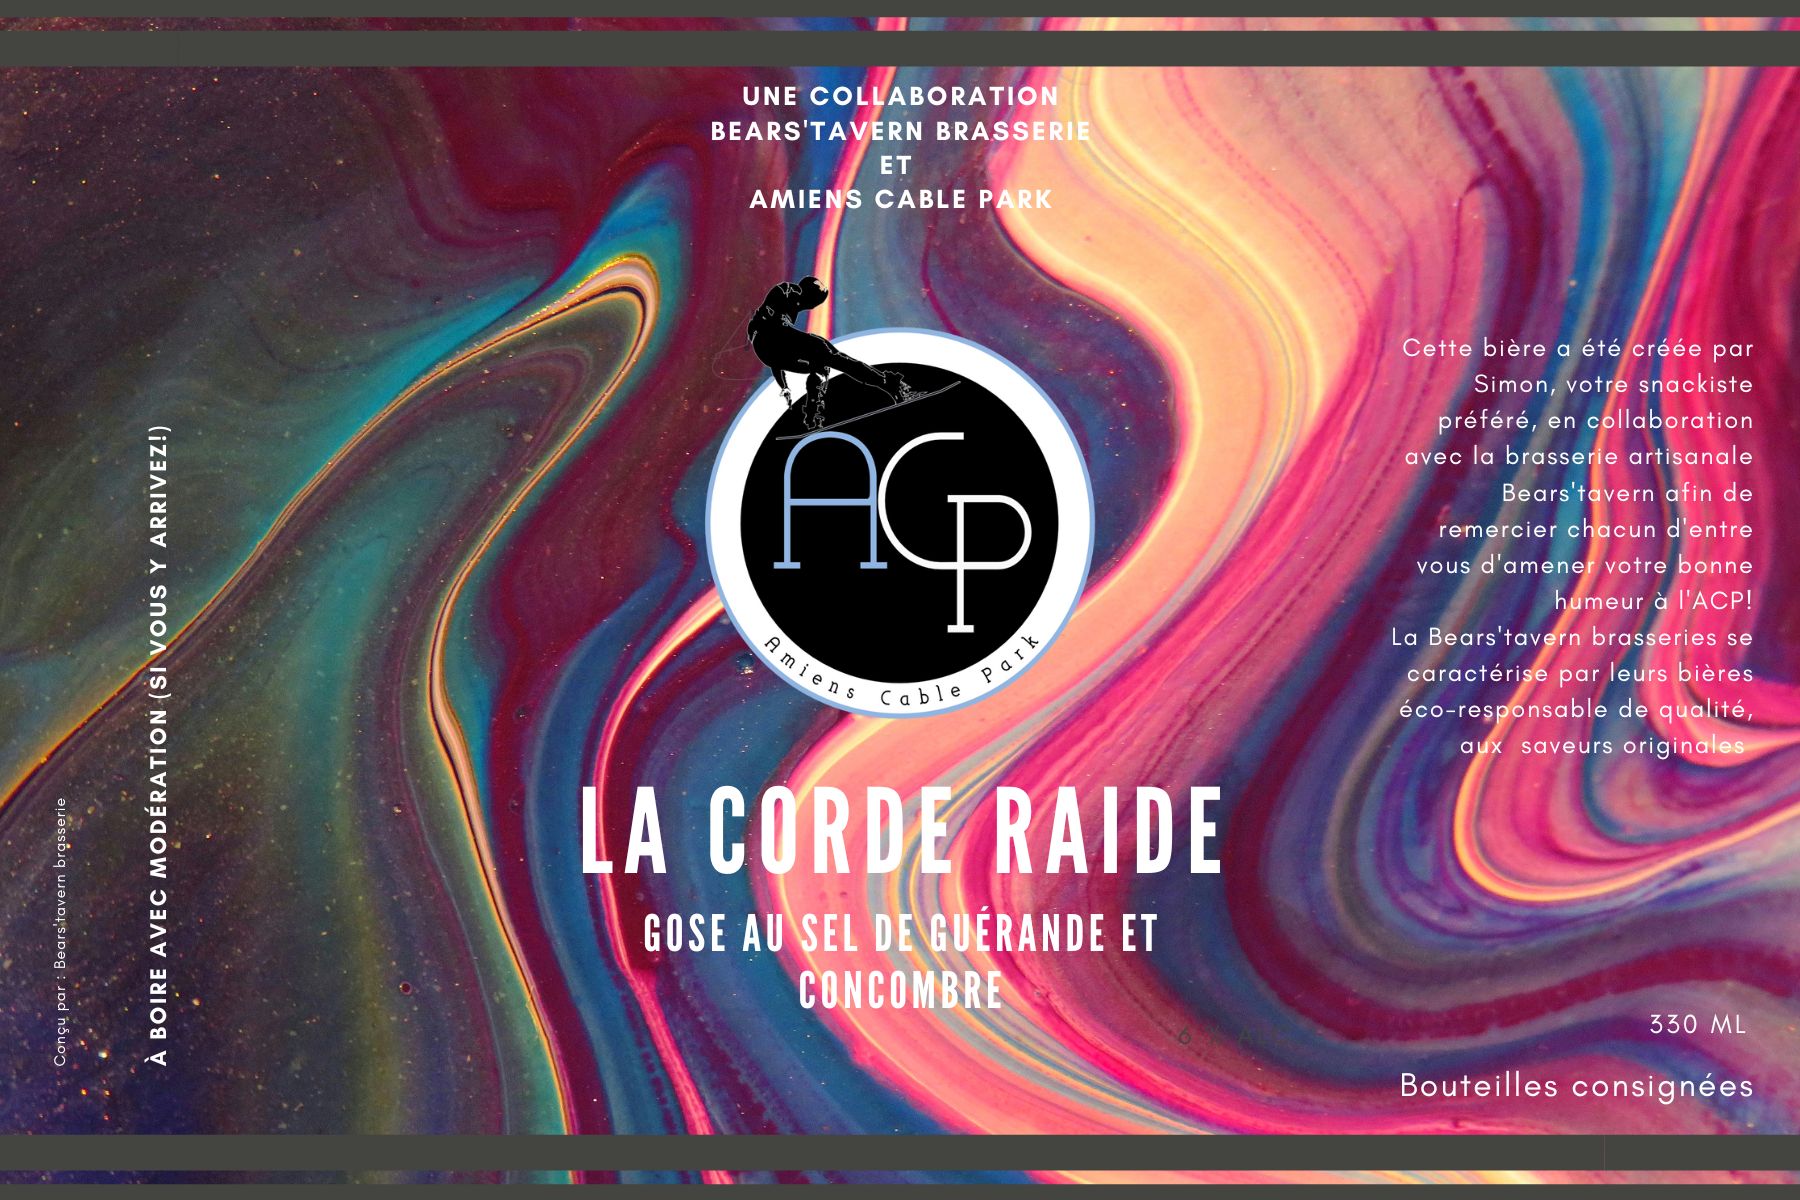 UNE COLLABORATION
BEARS'TAVERN BRASSERIE
ET
AMIENS CABLE PARK
ACP
Amiens Cable Park
LA CORDE RAIDE
GOSE AU SEL DE GUÉRANDE ET
CONCOMBRE
Conçu par : Bears'tavern brasserie
À BOIRE AVEC MODÉRATION (SI VOUS Y ARRIVEZ!)
Cette bière a été créée par
Simon, votre snackiste
préféré, en collaboration
avec la brasserie artisanale
Bears'tavern afin de
remercier chacun d'entre
vous d'amener votre bonne
humeur à l'ACP!
La Bears'tavern brasseries se
caractérise par leurs bières
éco-responsable de qualité,
aux saveurs originales
330 ML
Bouteilles consignées